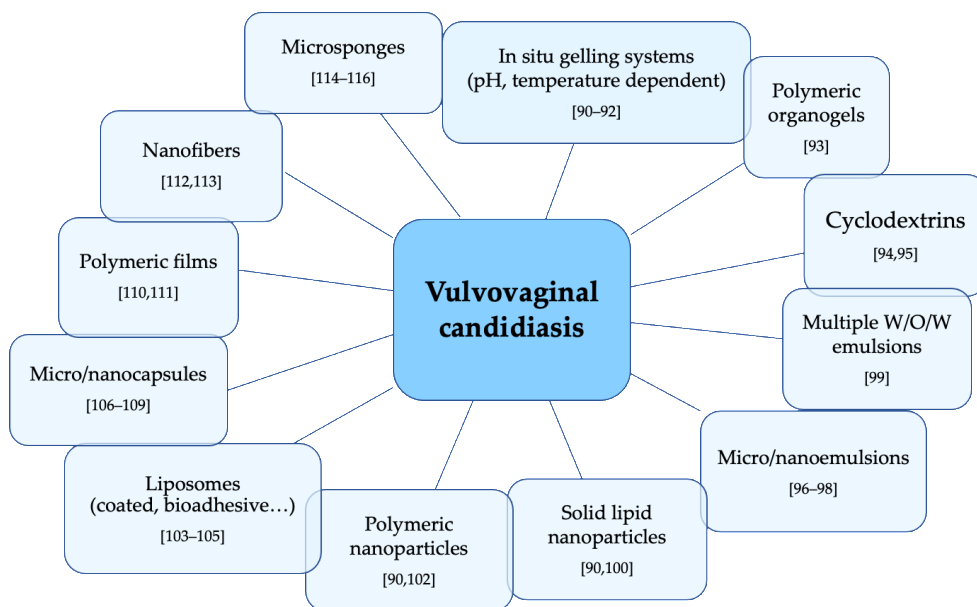 Microsponges
[114–116]
In situ gelling systems
(pH, temperature dependent)
[90–92]
Polymeric
organogels
[93]
Cyclodextrins
[94,95]
Multiple W/O/W
emulsions
[99]
Micro/nanoemulsions
[96–98]
Solid lipid
nanoparticles
[90,100]
Polymeric
nanoparticles
[90,102]
Liposomes
(coated, bioadhesive…)
[103–105]
Micro/nanocapsules
[106–109]
Polymeric films
[110,111]
Nanofibers
[112,113]
Vulvovaginal
candidiasis